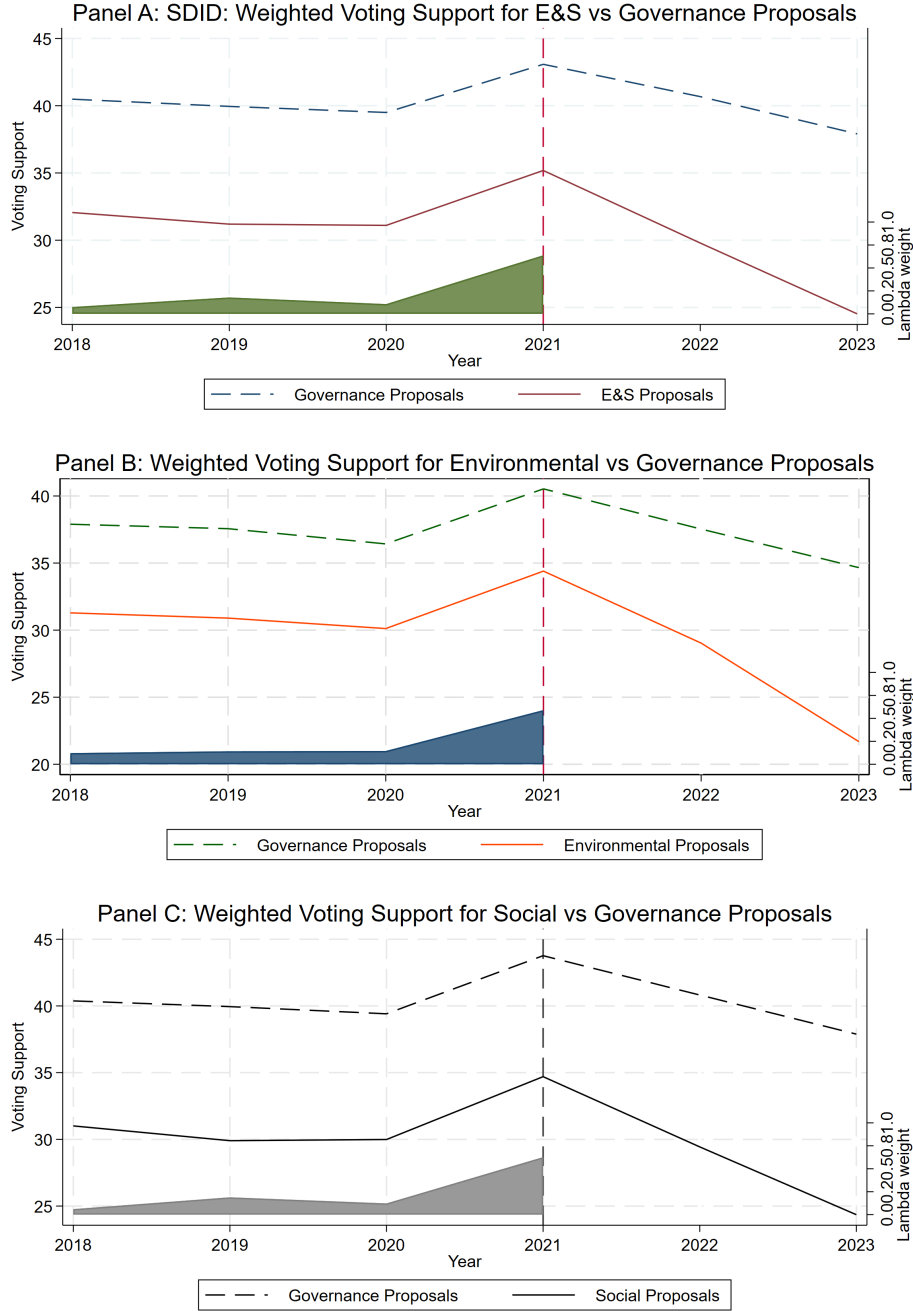 Panel A: SDID: Weighted Voting Support for E&S vs Governance Proposals
45
40
35
30
25
Voting Support
0.00.20.50.81.0
Lambda weight
2018 2019 2020 2021 2022 2023
Year
Governance Proposals E&S Proposals
Panel B: Weighted Voting Support for Environmental vs Governance Proposals
40
35
30
25
20
Voting Support
0.00.20.50.81.0
Lambda weight
2018 2019 2020 2021 2022 2023
Year
Governance Proposals Environmental Proposals
Panel C: Weighted Voting Support for Social vs Governance Proposals
45
40
35
30
25
Voting Support
0.00.20.50.81.0
Lambda weight
2018 2019 2020 2021 2022 2023
Year
Governance Proposals Social Proposals